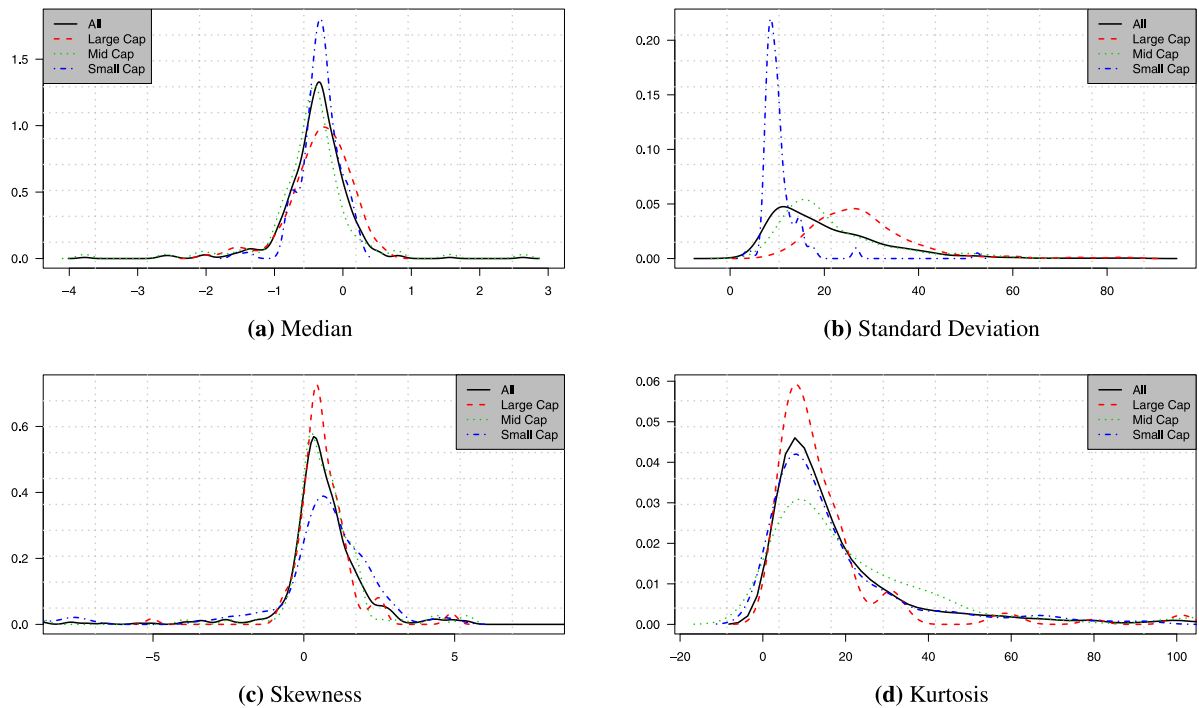 All
Large Cap
Mid Cap
Small Cap
1.5
1.0
0.5
0.0
−4 −3 −2 −1 0 1 2 3
(a) Median
All
Large Cap
Mid Cap
Small Cap
0.20
0.15
0.10
0.05
0.00
0 20 40 60 80
(b) Standard Deviation
All
Large Cap
Mid Cap
Small Cap
0.6
0.4
0.2
0.0
−5 0 5
(c) Skewness
All
Large Cap
Mid Cap
Small Cap
0.06
0.05
0.04
0.03
0.02
0.01
0.00
−20 0 20 40 60 80 100
(d) Kurtosis